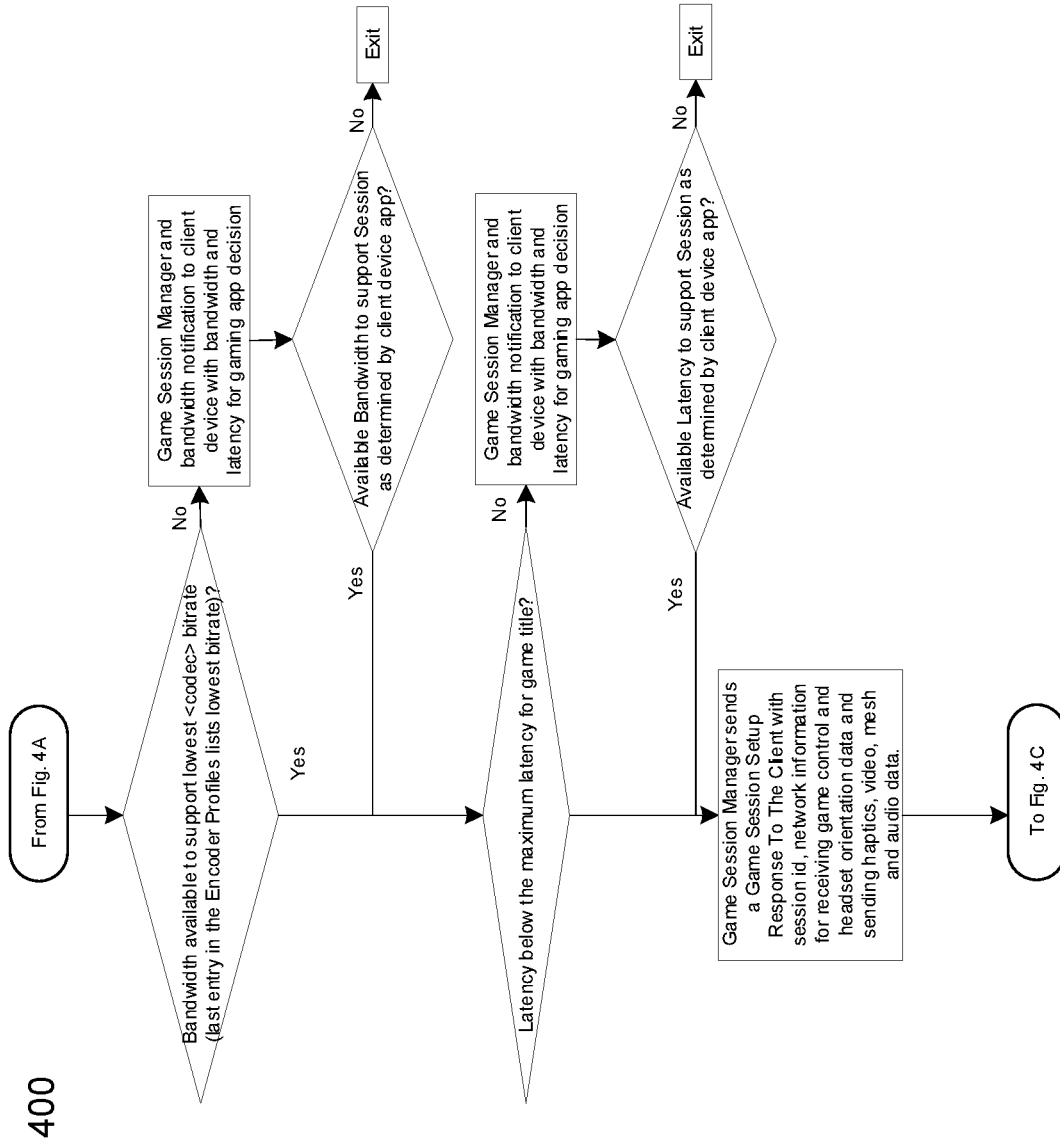 400
From Fig. 4A
Bandwidth available to support lowest <codec> bitrate
(last entry in the Encoder Profiles lists lowest bitrate)?
No
Game Session Manager and
bandwidth notification to client
device with bandwidth and
latency for gaming app decision
Yes
Available Bandwidth to support Session
as determined by client device app?
No
Exit
Yes
Latency below the maximum latency for game title?
No
Game Session Manager and
bandwidth notification to client
device with bandwidth and
latency for gaming app decision
Available Latency to support Session as
determined by client device app?
No
Exit
Yes
Game Session Manager sends
a Game Session Setup
Response To The Client with
session id, network information
for receiving game control and
headset orientation data and
sending haptics, video, mesh
and audio data.
To Fig. 4C